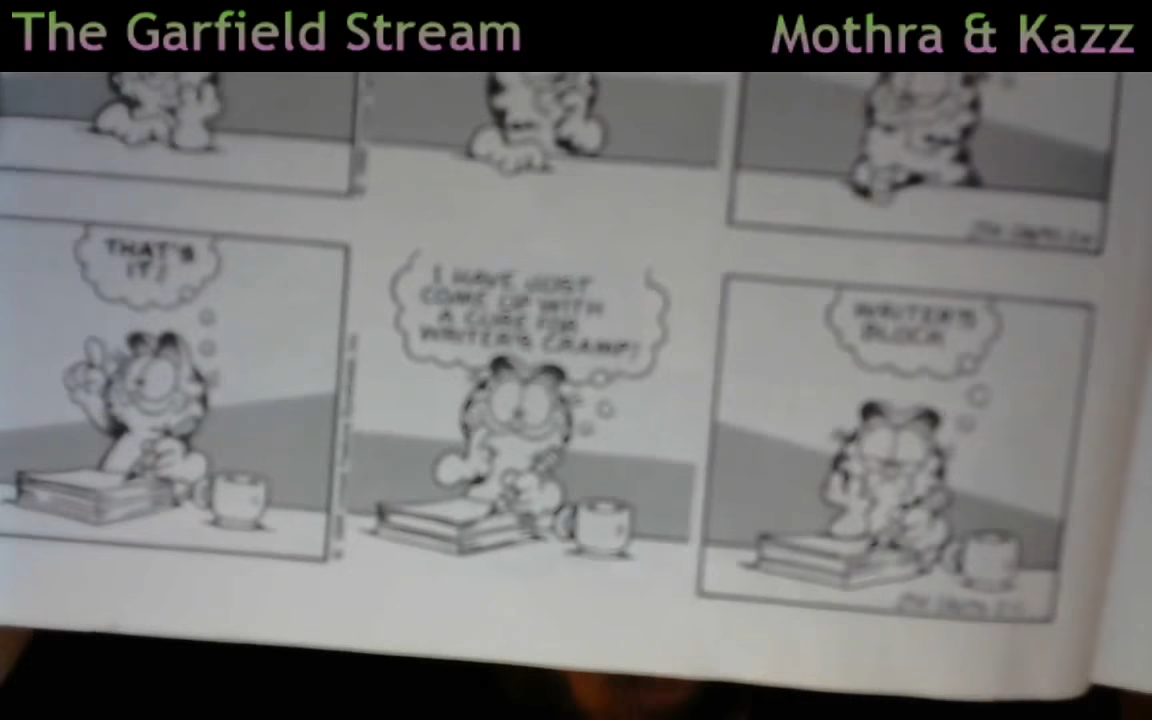 The Garfield Stream
Mothra & Kazz
THAT'S
IT!
I HAVE JUST
COME UP WITH
A CURE FOR
WRITER'S CRAMP!
WRITER'S
BLOCK